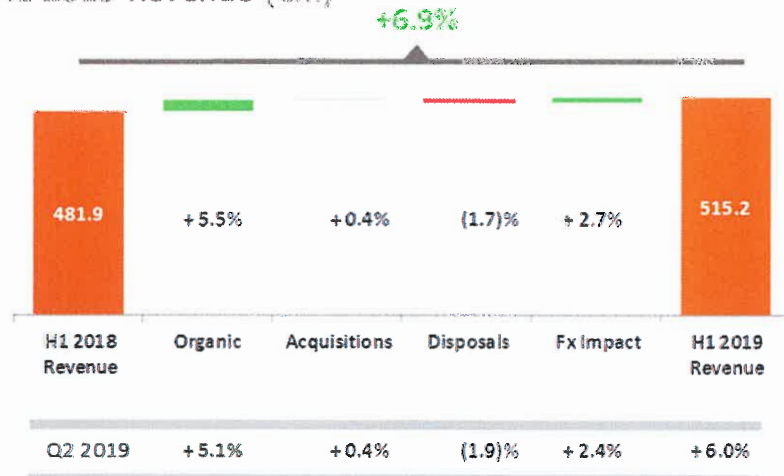 +6.9%
481.9 +5.5% +0.4% (1.7)% +2.7% 515.2
H1 2018 Revenue Organic Acquisitions Disposals Fx Impact H1 2019 Revenue
Q2 2019 +5.1% +0.4% (1.9)% +2.4% +6.0%